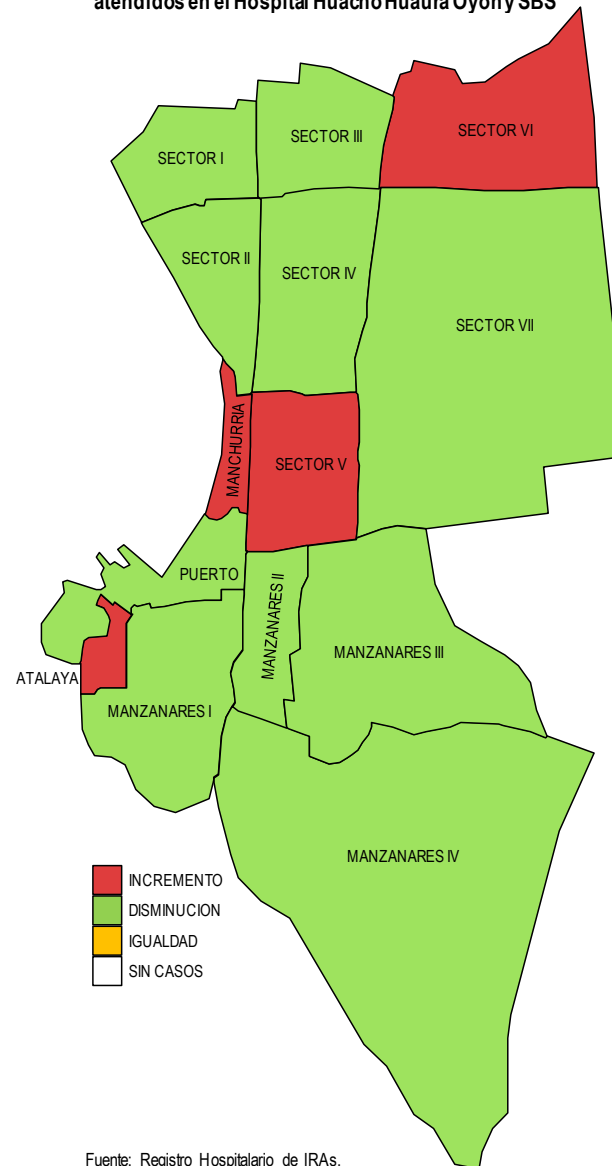 atendidos en el Hospital Huacho Huaura Oyon y SBS
SECTOR VI
SECTOR III
SECTOR I
SECTOR II
SECTOR IV
SECTOR VII
MANCHURRIA
SECTOR V
PUERTO
MANZANARES II
MANZANARES III
ATALAYA
MANZANARES I
MANZANARES IV
INCREMENTO
DISMINUCION
IGUALDAD
SIN CASOS
Fuente: Registro Hospitalario de IRAs.